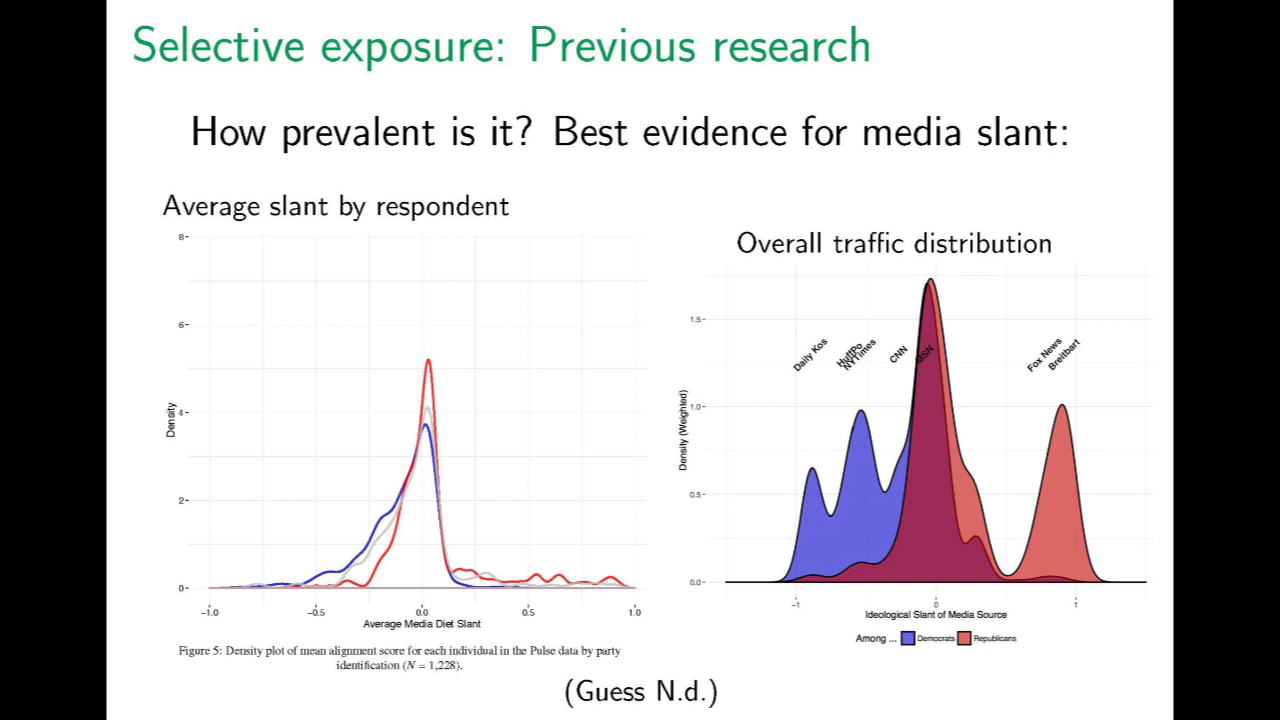 Selective exposure: Previous research
How prevalent is it? Best evidence for media slant:
Average slant by respondent
8
6
4
2
0
Density
-1.0
-0.5
0.0
0.5
1.0
Average Media Diet Slant
Figure 5: Density plot of mean alignment score for each individual in the Pulse data by party
identification (N = 1,228).
Overall traffic distribution
1.5
1.0
0.5
0.0
Density (Weighted)
Daily Kos
HuffPo
NYTimes
CNN
MSN
Fox News
Breitbart
-1
0
1
Ideological Slant of Media Source
Among ... Democrats Republicans
(Guess N.d.)